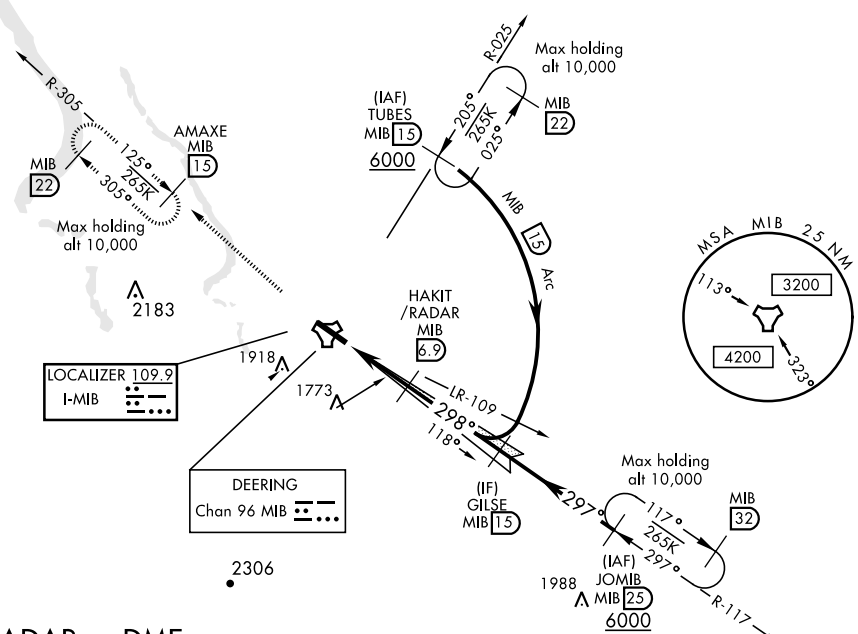 R-025
Max holding
alt 10,000
R-305
(IAF)
TUBES
MIB 15
6000
205°
265K
025°
MIB
22
AMAXE
MIB
15
MIB
22
125°
265K
305°
Max holding
alt 10,000
MIB
15
Arc
MSA MIB 25 NM
113°
3200
4200
323°
2183
HAKIT
/RADAR
MIB
6.9
1918
LOCALIZER 109.9
I-MIB
1773
LR-109
298°
118°
DEERING
Chan 96 MIB
(IF)
GILSE
MIB 15
Max holding
alt 10,000
297°
117°
265K
297°
MIB
32
2306
(IAF)
JOMIB
MIB 25
6000
1988
R-117